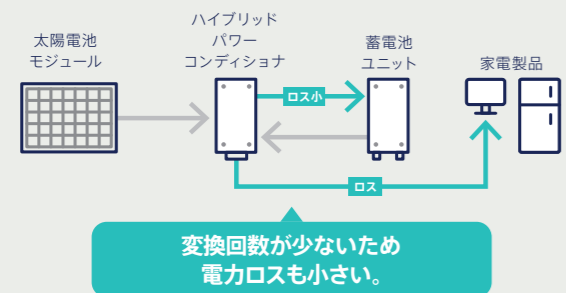 太陽電池
モジュール
ハイブリッド
パワー
コンディショナ
蓄電池
ユニット
家電製品
ロス小
ロス
変換回数が少ないため
電力ロスも小さい。